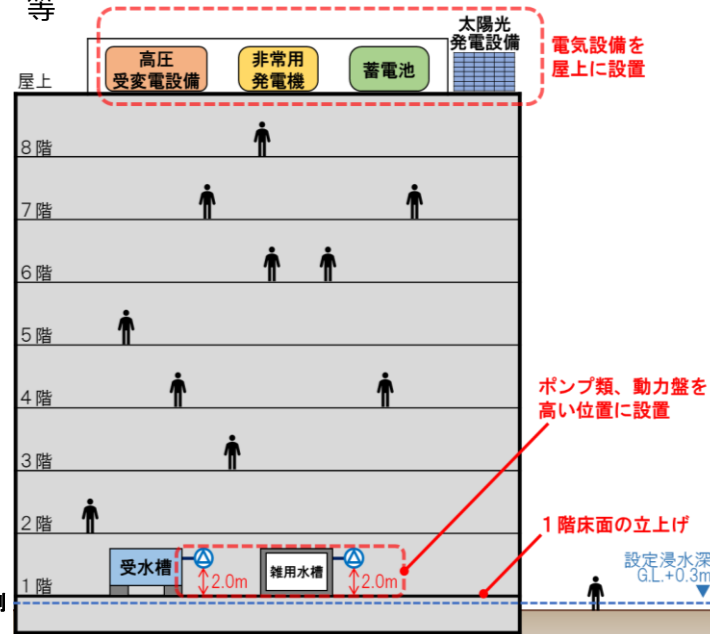 等
太陽光
発電設備
高圧
受変電設備
非常用
発電機
蓄電池
電気設備を
屋上に設置
屋上
8階
7階
6階
5階
4階
ポンプ類、動力盤を
高い位置に設置
3階
2階
1階床面の立上げ
受水槽
2.0m
雑用水槽
2.0m
設定浸水深
G.L.+0.3m
1階